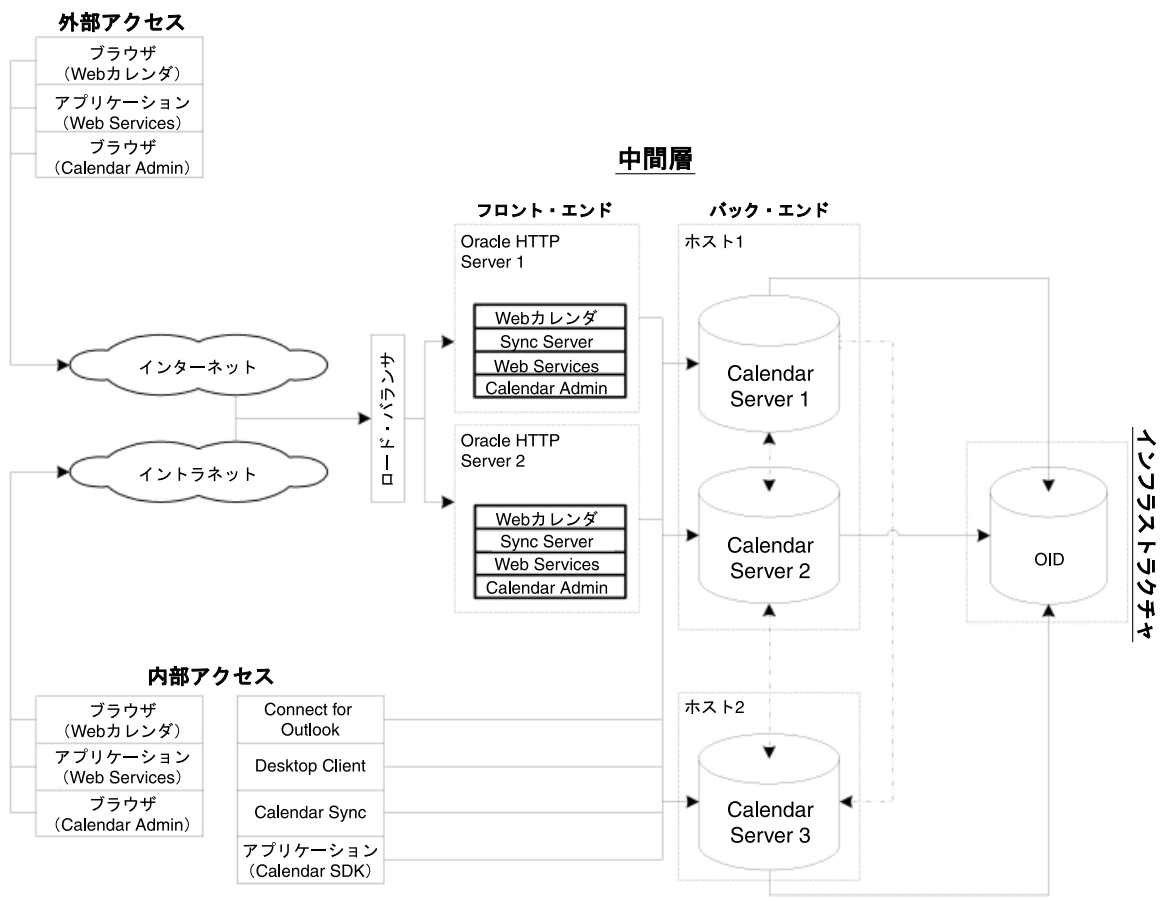 外部アクセス
ブラウザ
(Webカレンダ)
アプリケーション
(Web Services)
ブラウザ
(Calendar Admin)
中間層
フロント・エンド
バック・エンド
Oracle HTTP
Server 1
Webカレンダ
Sync Server
Web Services
Calendar Admin
ホスト1
Calendar
Server 1
インターネット
イントラネット
ロード・バランサ
Oracle HTTP
Server 2
Webカレンダ
Sync Server
Web Services
Calendar Admin
Calendar
Server 2
OID
インフラストラクチャ
内部アクセス
ブラウザ
(Webカレンダ)
アプリケーション
(Web Services)
ブラウザ
(Calendar Admin)
Connect for
Outlook
Desktop Client
Calendar Sync
アプリケーション
(Calendar SDK)
ホスト2
Calendar
Server 3